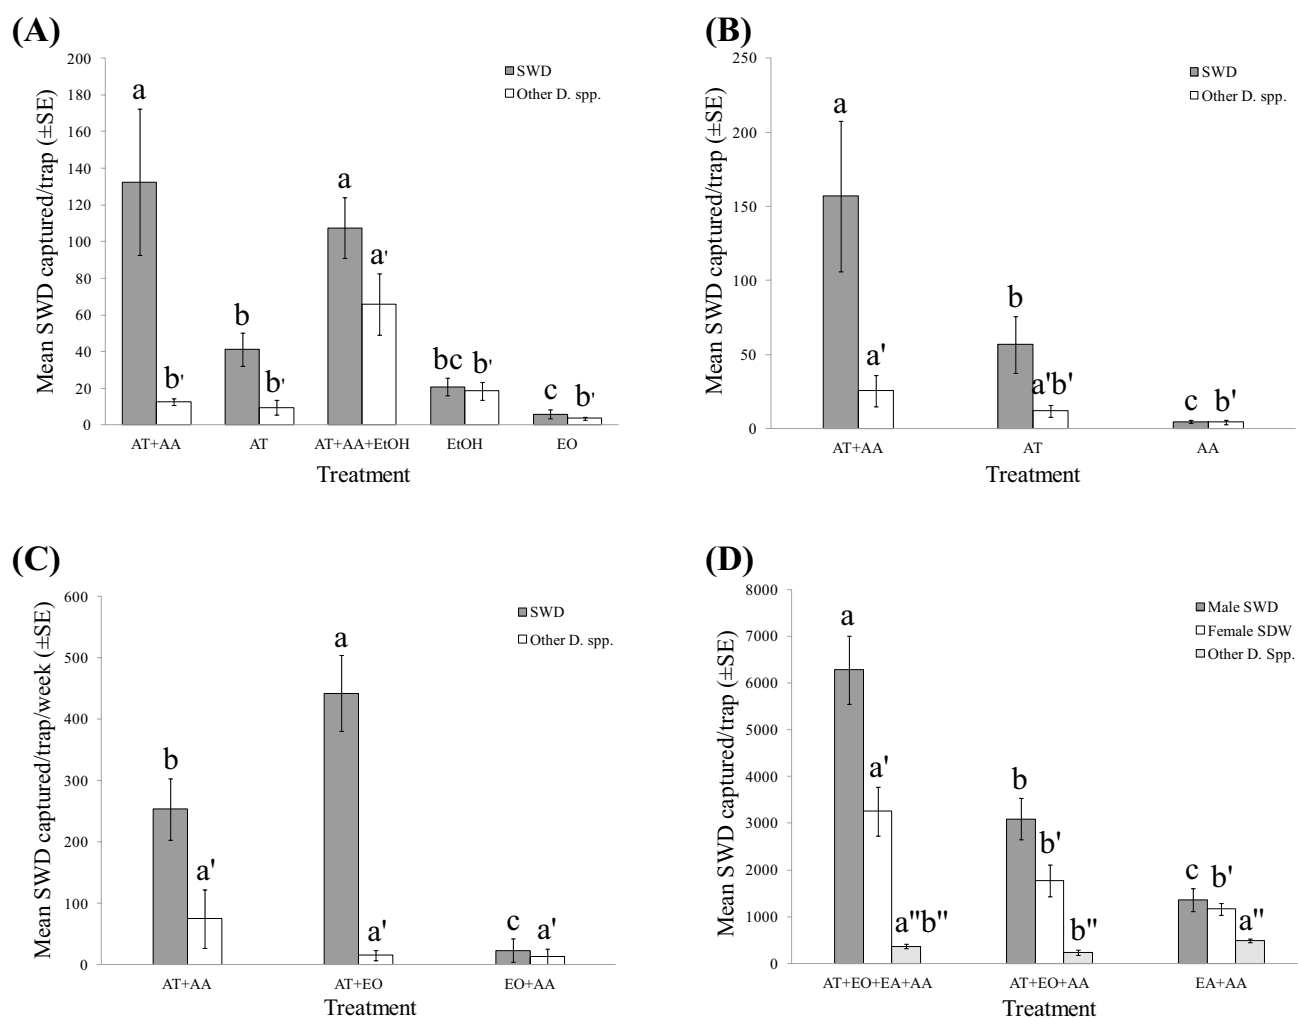 (A)
Mean SWD captured/trap (±SE)
200
180
160
140
120
100
80
60
40
20
0
SWD
Other D. spp.
a
b'
b
b'
a
a'
bc
b'
c
b'
AT+AA
AT
AT+AA+EtOH
EtOH
EO
Treatment
(B)
Mean SWD captured/trap (±SE)
250
200
150
100
50
0
SWD
Other D. spp.
a
a'
b
a'b'
c
b'
AT+AA
AT
AA
Treatment
(C)
Mean SWD captured/trap/week (±SE)
600
500
400
300
200
100
0
SWD
Other D. spp.
b
a'
a
a'
c
a'
AT+AA
AT+EO
EO+AA
Treatment
(D)
Mean SWD captured/trap (±SE)
8000
7000
6000
5000
4000
3000
2000
1000
0
Male SWD
Female SDW
Other D. Spp.
a
a'
a"b"
b
b'
b"
c
b'
a"
AT+EO+EA+AA
AT+EO+AA
EA+AA
Treatment